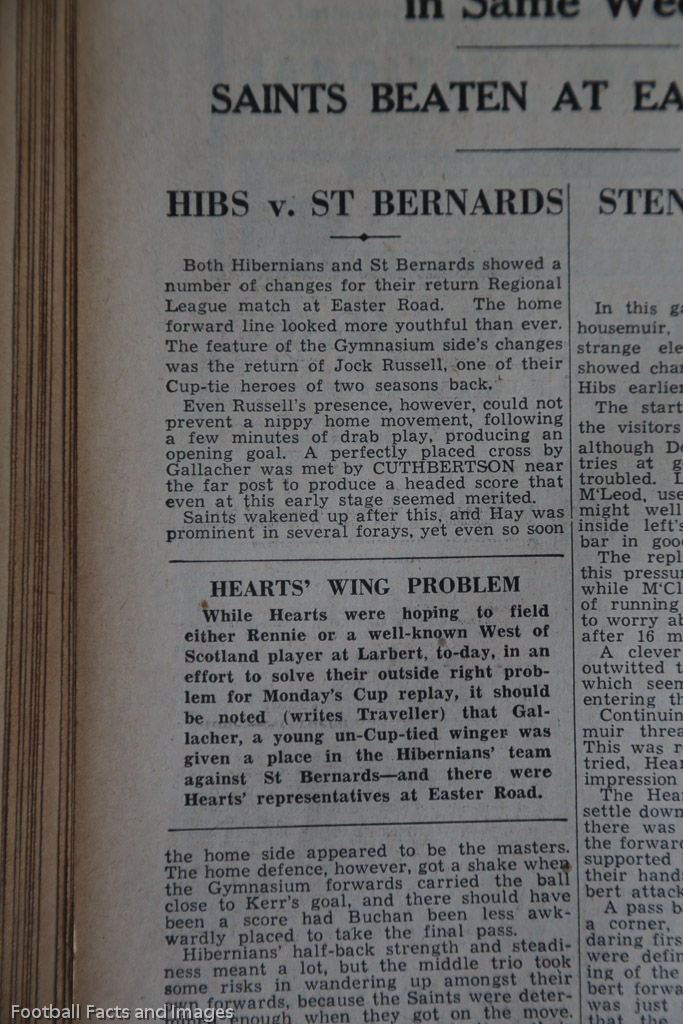 in Same
SAINTS BEATEN AT
HIBS v. ST BERNARDS
Both Hibernians and St Bernards showed a
number of changes for their return Regional
League match at Easter Road. The home
forward line looked more youthful than ever.
The feature of the Gymnasium side's changes
was the return of Jock Russell, one of their
Cup-tie heroes of two seasons back.
Even Russell's presence, however, could not
prevent a nippy home movement, following
a few minutes of drab play, producing an
opening goal. A perfectly placed cross by
Gallacher was met by CUTHBERTSON near
the far post to produce a headed score that
even at this early stage seemed merited.
Saints wakened up after this, and Hay was
prominent in several forays, yet even so soon
HEARTS' WING PROBLEM
While Hearts were hoping to field
either Rennie or a well-known West of
Scotland player at Larbert, to-day, in an
effort to solve their outside right prob-
lem for Monday's Cup replay, it should
be noted (writes Traveller) that Gal-
lacher, a young un-Cup-tied winger was
given a place in the Hibernians' team
against St Bernards—and there were
Hearts' representatives at Easter Road.
the home side appeared to be the masters.
The home defence, however, got a shake when
the Gymnasium forwards carried the ball
close to Kerr's goal, and there should have
been a score had Buchan been less awk-
wardly placed to take the final pass.
Hibernians' half-back strength and steadi-
ness meant a lot, but the middle trio took
some risks in wandering up amongst their
own forwards, because the Saints were deter-
enough when they got on the move.
STEN
In this
housemuir,
strange
showed
Hibs earlier
The start
the visitors
although
tries at
troubled.
M'Leod,
might well
inside left's
bar in
The
this
while
of running
to worry
after 16
A clever
outwitted
which
entering
muir
This was
tried,
impression
The
settle down
there was
the
supported
their
bert
A pass
a corner,
daring
were
ing of the
bert
was just
that the
Football Facts and Images